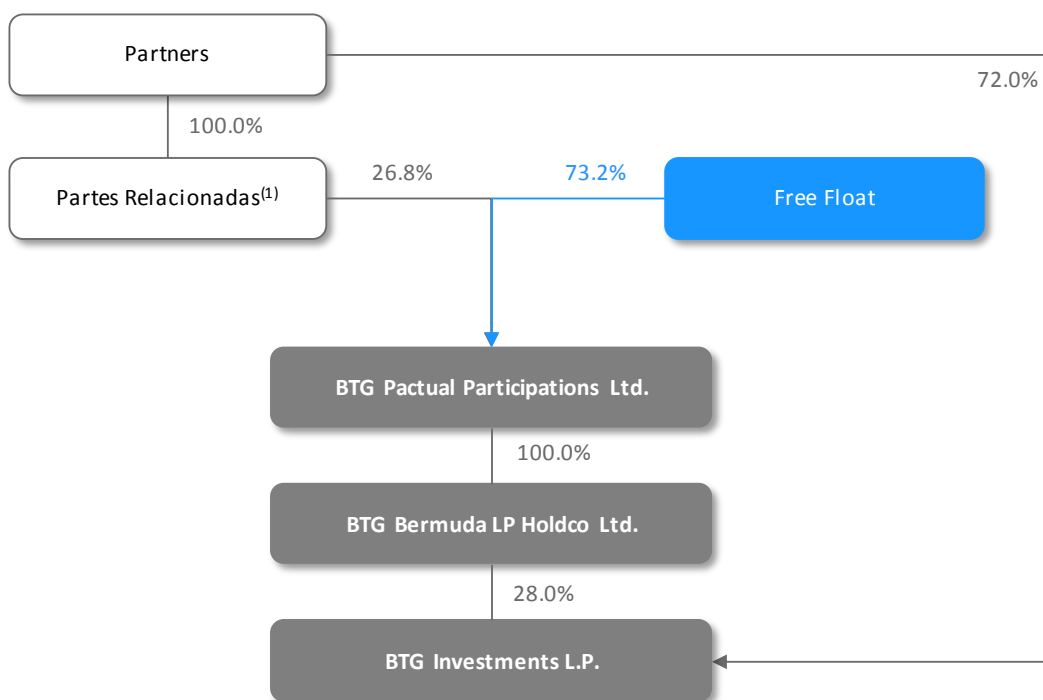 Partners
72.0%
100.0%
Partes Relacionadas(1)
26.8%
73.2%
Free Float
BTG Pactual Participations Ltd.
100.0%
BTG Bermuda LP Holdco Ltd.
28.0%
BTG Investments L.P.